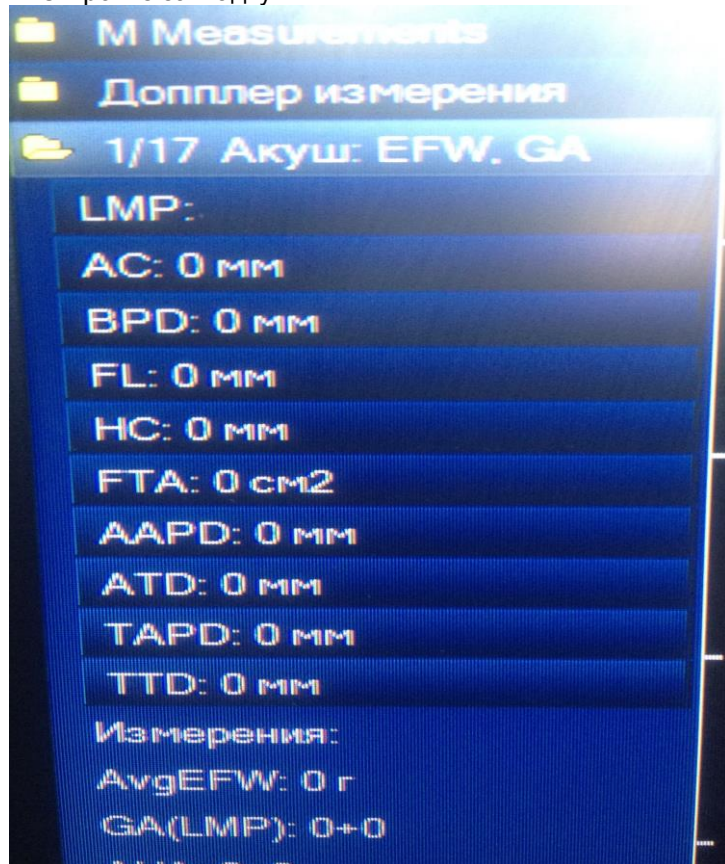 M Measurements
Допплер измерения
1/17 Акуш: EFW, GA
LMP:
AC: 0 мм
BPD: 0 мм
FL: 0 мм
HC: 0 мм
FTA: 0 см2
AAPD: 0 мм
ATD: 0 мм
TAPD: 0 мм
TTD: 0 мм
Измерения:
AvgEFW: 0 г
GA(LMP): 0+0